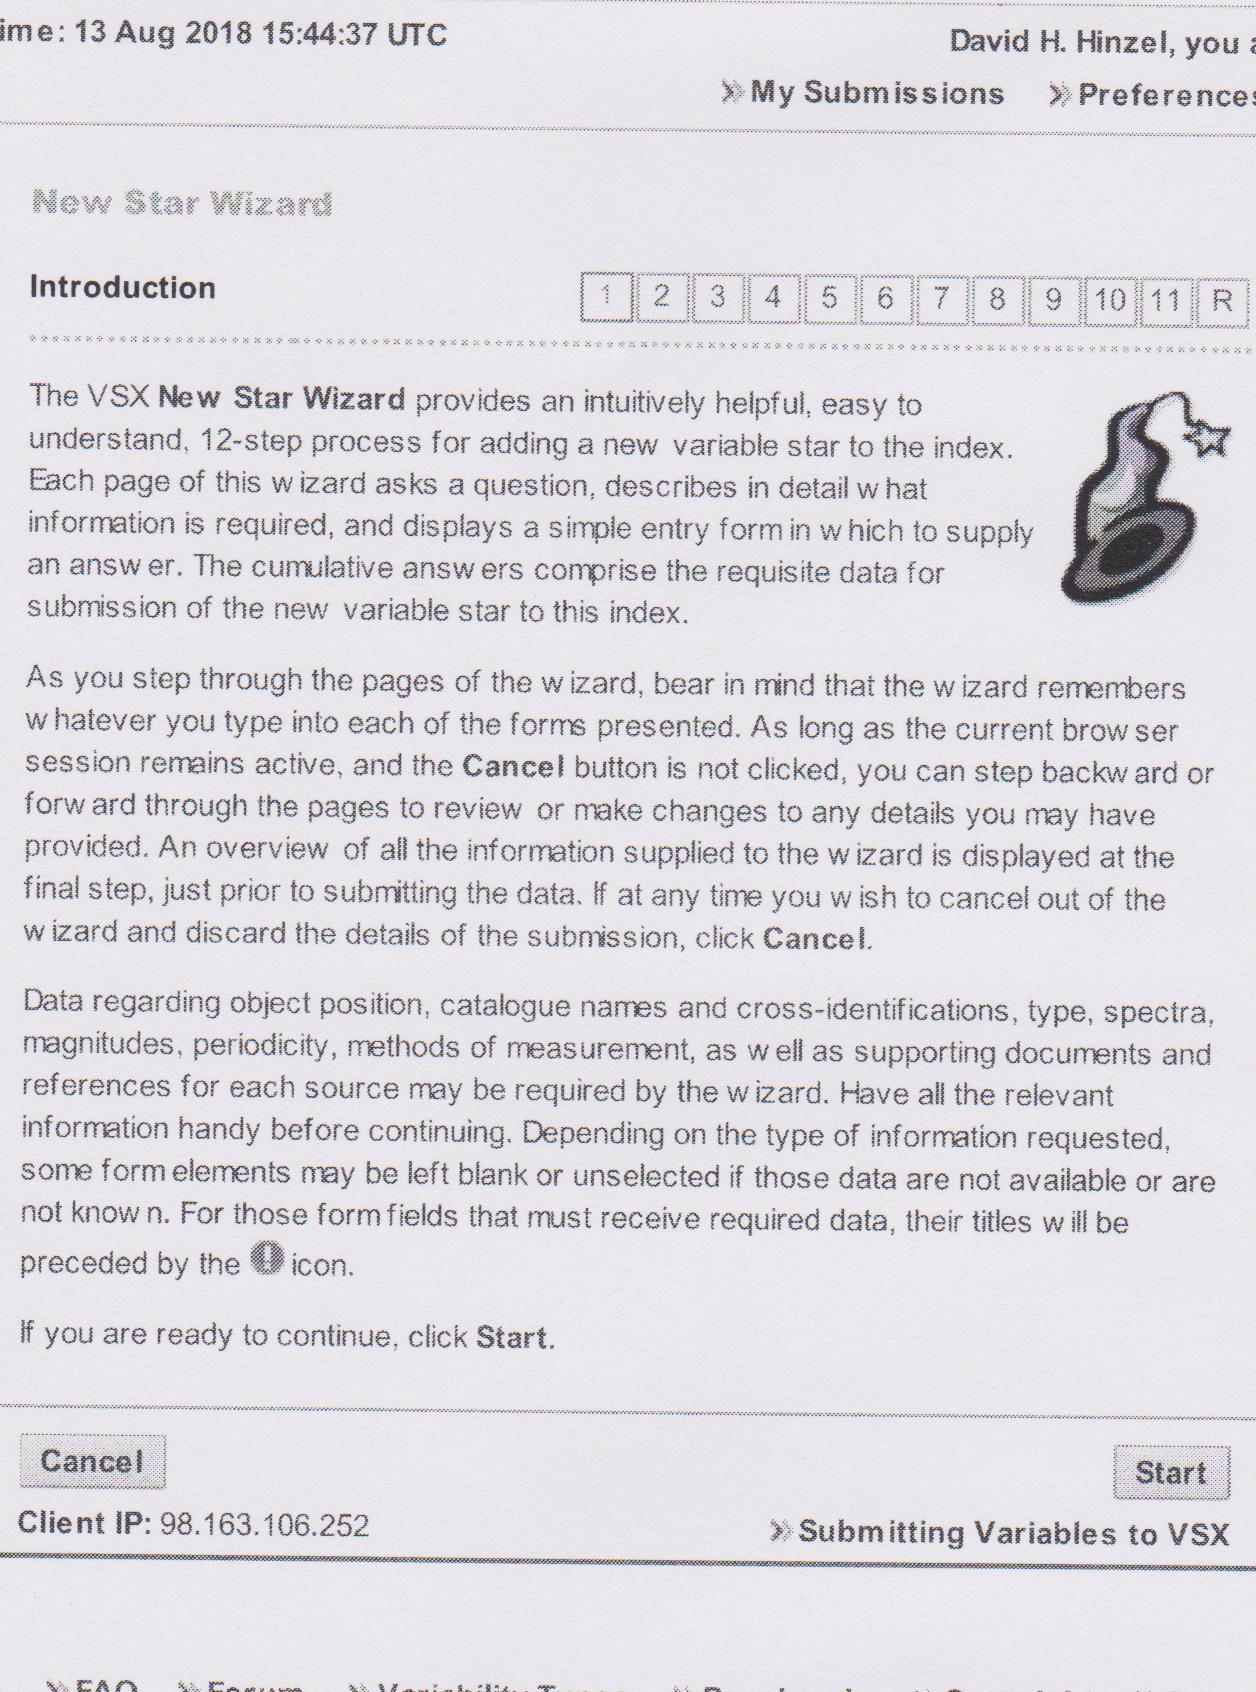 ime: 13 Aug 2018 15:44:37 UTC
David H. Hinzel, you
» My Submissions » Preferences
New Star Wizard
Introduction 1 2 3 4 5 6 7 8 9 10 11 R
The VSX New Star Wizard provides an intuitively helpful, easy to
understand, 12-step process for adding a new variable star to the index.
Each page of this wizard asks a question, describes in detail what
information is required, and displays a simple entry form in which to supply
an answer. The cumulative answers comprise the requisite data for
submission of the new variable star to this index.
As you step through the pages of the wizard, bear in mind that the wizard remembers
whatever you type into each of the forms presented. As long as the current browser
session remains active, and the Cancel button is not clicked, you can step backward or
forward through the pages to review or make changes to any details you may have
provided. An overview of all the information supplied to the wizard is displayed at the
final step, just prior to submitting the data. If at any time you wish to cancel out of the
wizard and discard the details of the submission, click Cancel.
Data regarding object position, catalogue names and cross-identifications, type, spectra,
magnitudes, periodicity, methods of measurement, as well as supporting documents and
references for each source may be required by the wizard. Have all the relevant
information handy before continuing. Depending on the type of information requested,
some form elements may be left blank or unselected if those data are not available or are
not known. For those form fields that must receive required data, their titles will be
preceded by the ! icon.
If you are ready to continue, click Start.
Cancel Start
Client IP: 98.163.106.252
» Submitting Variables to VSX
» FAQ » Forum » Variability Types